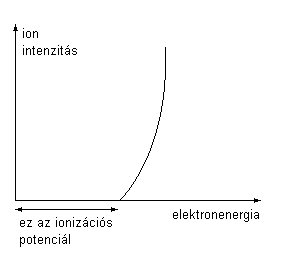 ion
intenzitás
elektronenergia
ez az ionizációs
potenciál